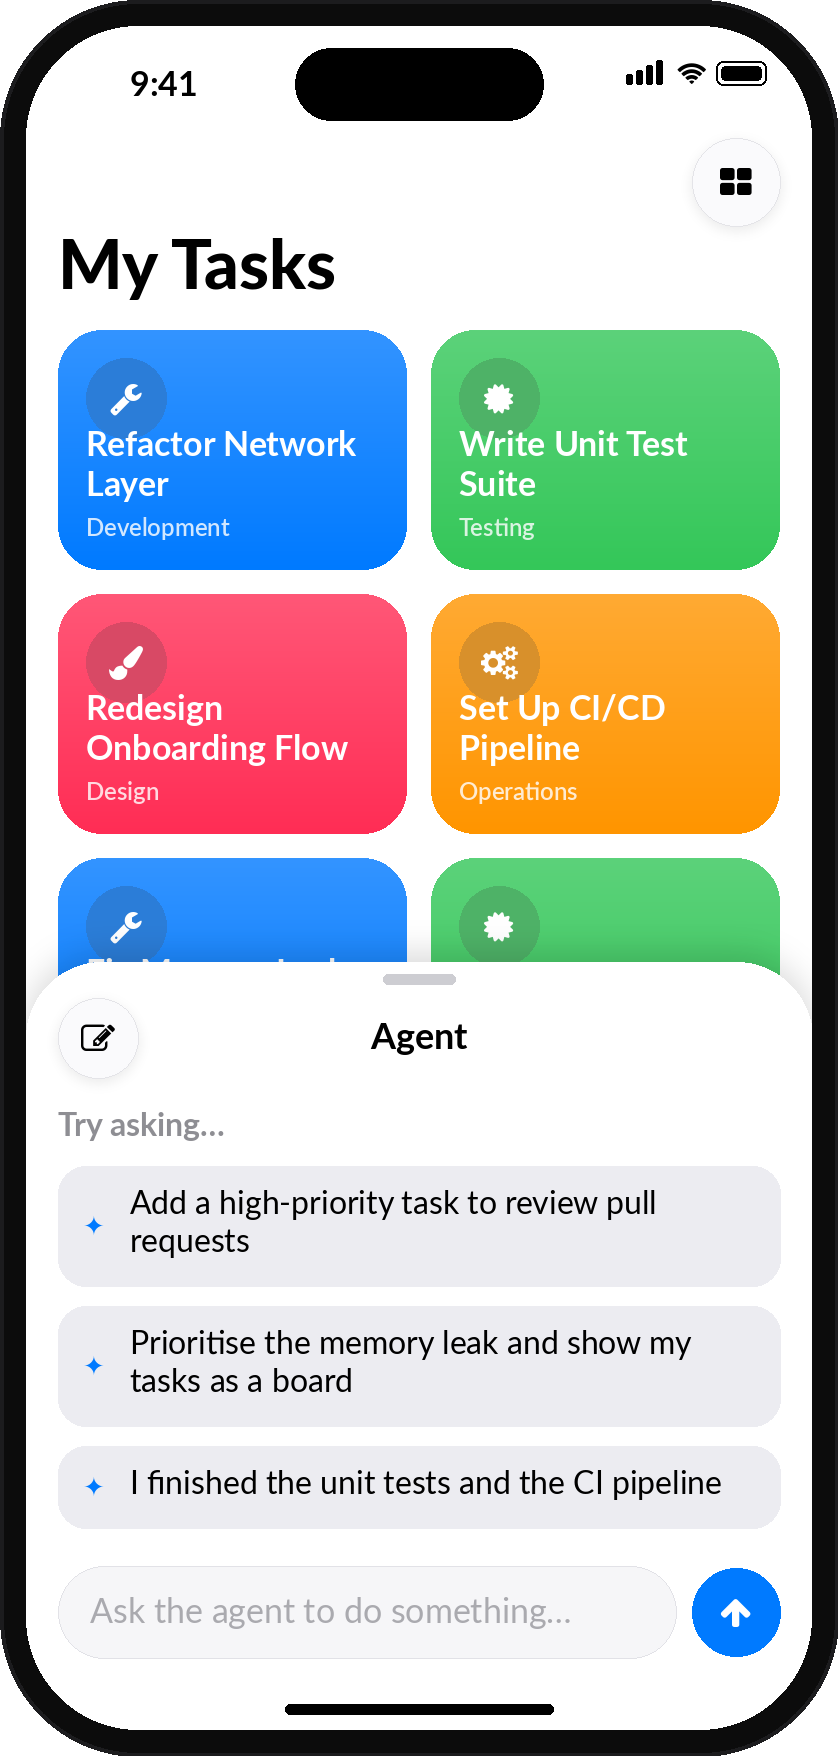 9:41
My Tasks
Refactor Network
Layer
Development
Write Unit Test
Suite
Testing
Redesign
Onboarding Flow
Design
Set Up CI/CD
Pipeline
Operations
Agent
Try asking...
Add a high-priority task to review pull
requests
Prioritise the memory leak and show my
tasks as a board
I finished the unit tests and the CI pipeline
Ask the agent to do something...